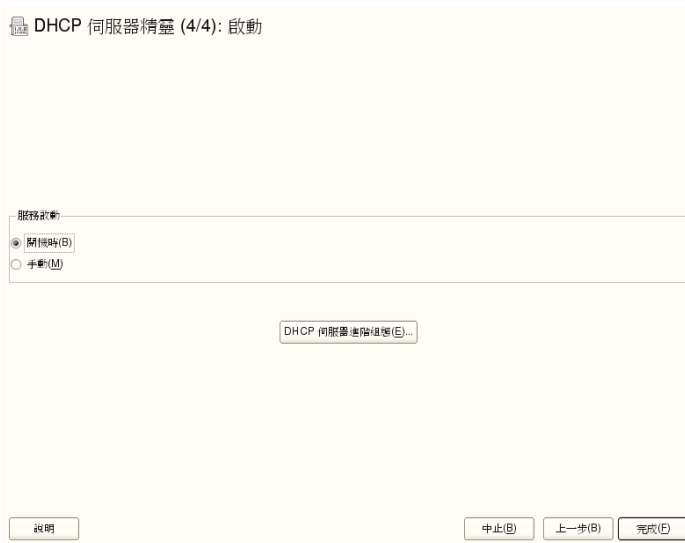 DHCP 伺服器精靈 (4/4): 啟動
服務啟動
開機時(B)
手動(M)
DHCP 伺服器進階組態(E)...
說明
中止(B)
上一步(B)
完成(F)